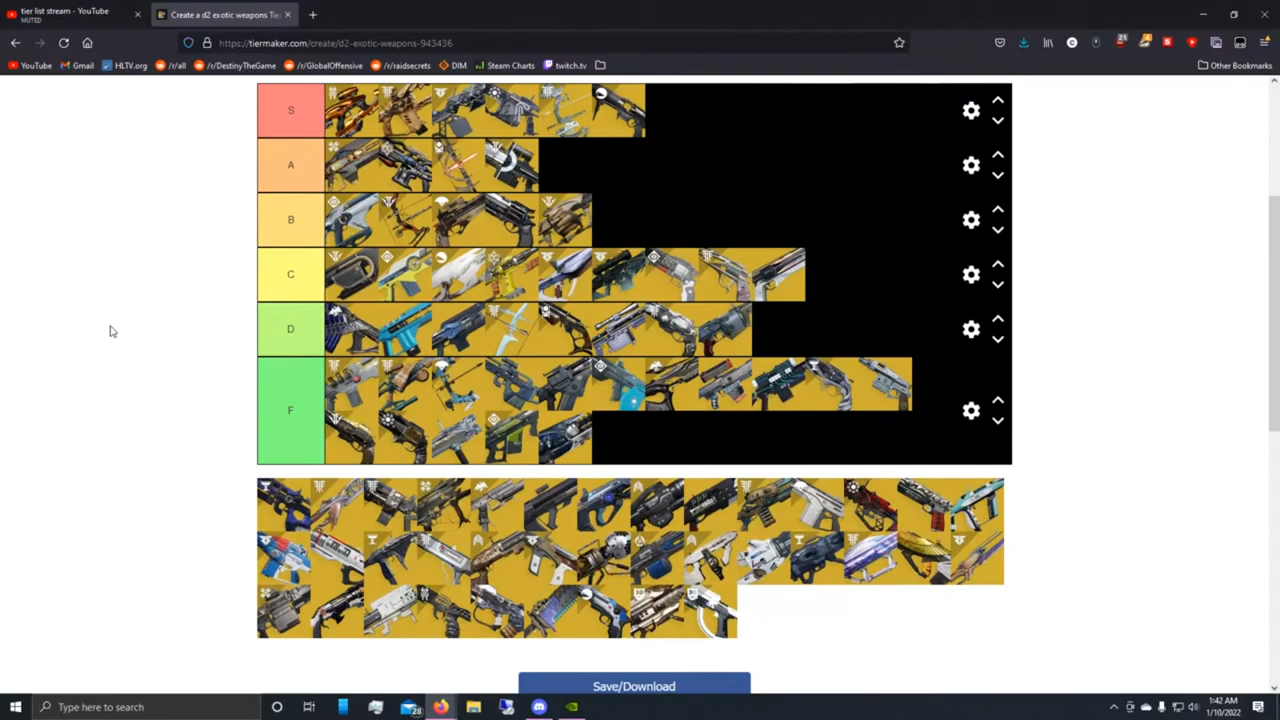 tier list stream - YouTube
MUTED
Create a d2 exotic weapons Tie
https://tiermaker.com/create/d2-exotic-weapons-943436
21
YouTube
Gmail
HLTV.org
/r/all
/r/DestinyTheGame
/r/GlobalOffensive
/r/raidsecrets
DIM
Steam Charts
twitch.tv
Other Bookmarks
S
A
B
C
D
F
Save/Download
Type here to search
28
1:42 AM
1/10/2022